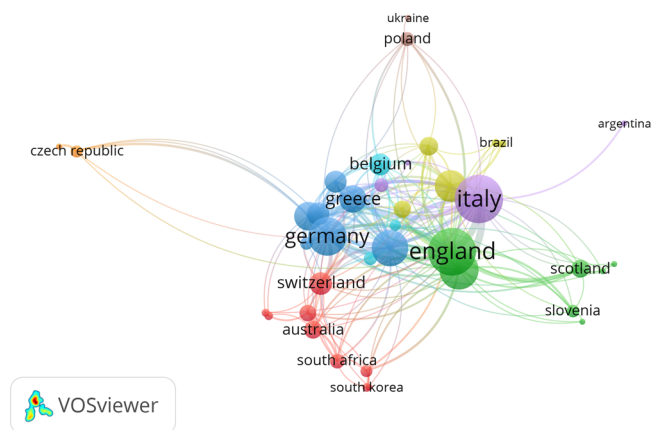 ukraine
poland
argentina
brazil
czech republic
belgium
greece
italy
germany
england
scotland
switzerland
slovenia
australia
south africa
south korea
VOSviewer